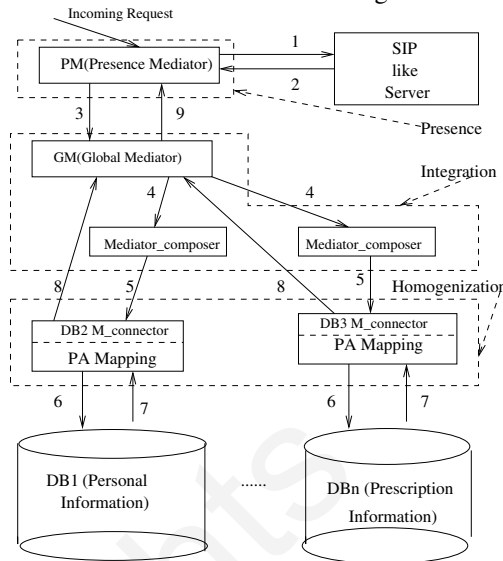 Incoming Request
PM(Presence Mediator)
1
2
SIP
like
Server
3
9
Presence
GM(Global Mediator)
Integration
4
4
Mediator_composer
Mediator_composer
8
5
8
5
Homogenization
DB2 M_connector
PA Mapping
DB3 M_connector
PA Mapping
6
7
6
7
DB1 (Personal
Information)
......
DBn (Prescription
Information)